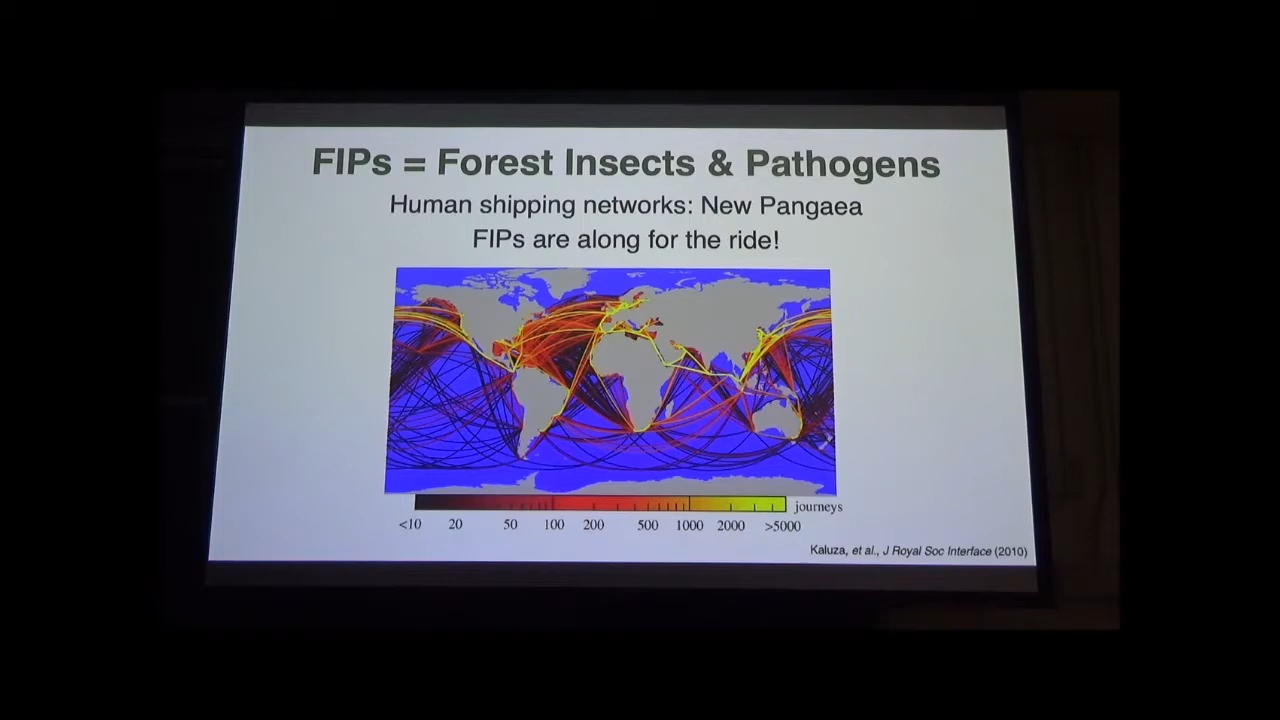 FIPs = Forest Insects & Pathogens
Human shipping networks: New Pangaea
FIPs are along for the ride!
journeys
<10 20 50 100 200 500 1000 2000 >5000
Kaluza, et al., J Royal Soc Interface (2010)